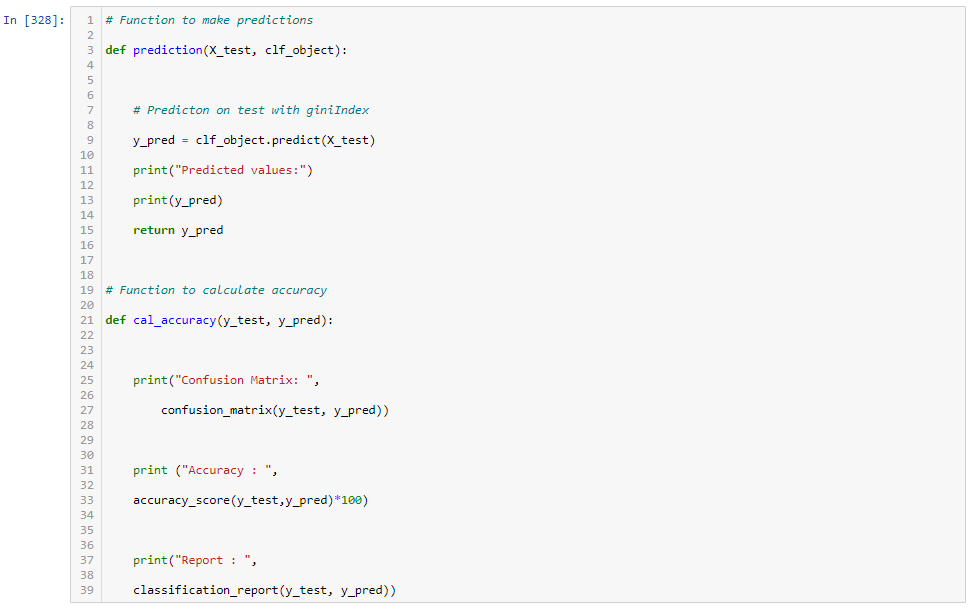 In [328]:
1 # Function to make predictions
2
3 def prediction(X_test, clf_object):
4
5
6
7     # Predicton on test with giniIndex
8
9     y_pred = clf_object.predict(X_test)
10
11     print("Predicted values:")
12
13     print(y_pred)
14
15     return y_pred
16
17
18
19 # Function to calculate accuracy
20
21 def cal_accuracy(y_test, y_pred):
22
23
24
25     print("Confusion Matrix: ",
26
27         confusion_matrix(y_test, y_pred))
28
29
30
31     print ("Accuracy : ",
32
33     accuracy_score(y_test,y_pred)*100)
34
35
36
37     print("Report : ",
38
39     classification_report(y_test, y_pred))